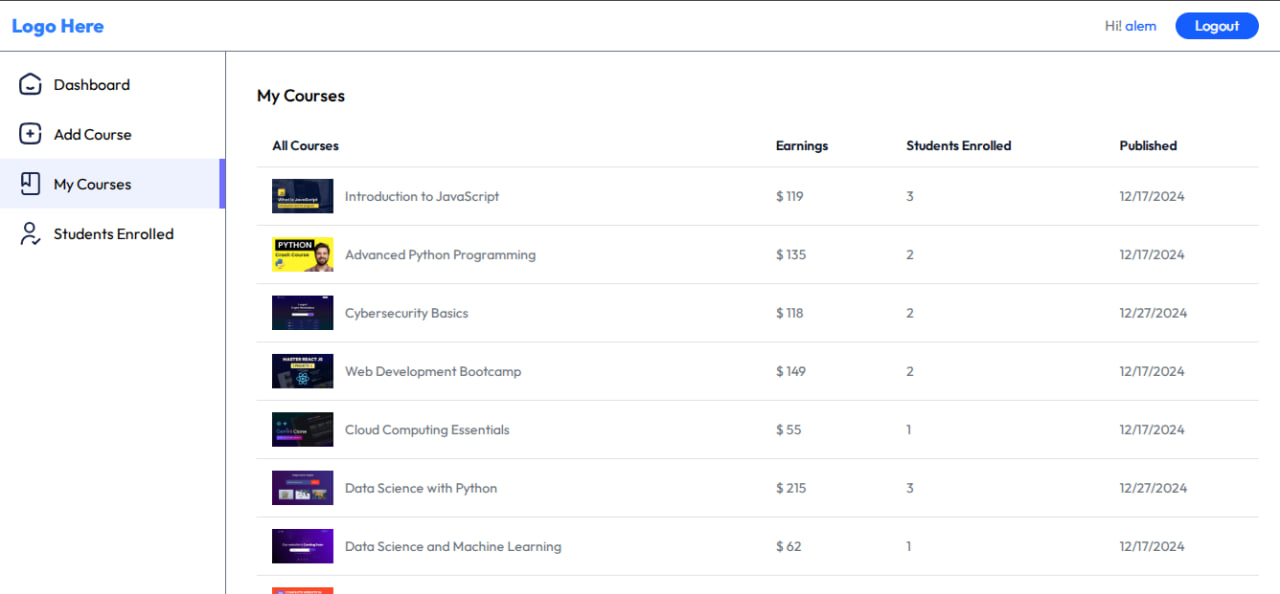 Logo Here
Hi! alem
Logout
Dashboard
Add Course
My Courses
Students Enrolled
My Courses
All Courses Earnings Students Enrolled Published
Introduction to JavaScript $ 119 3 12/17/2024
PYTHON
Crash Course
Advanced Python Programming $ 135 2 12/17/2024
Cybersecurity Basics $ 118 2 12/27/2024
MASTER REACT JS
Web Development Bootcamp $ 149 2 12/17/2024
Cloud Computing Essentials $ 55 1 12/17/2024
Data Science with Python $ 215 3 12/27/2024
Data Science and Machine Learning $ 62 1 12/17/2024